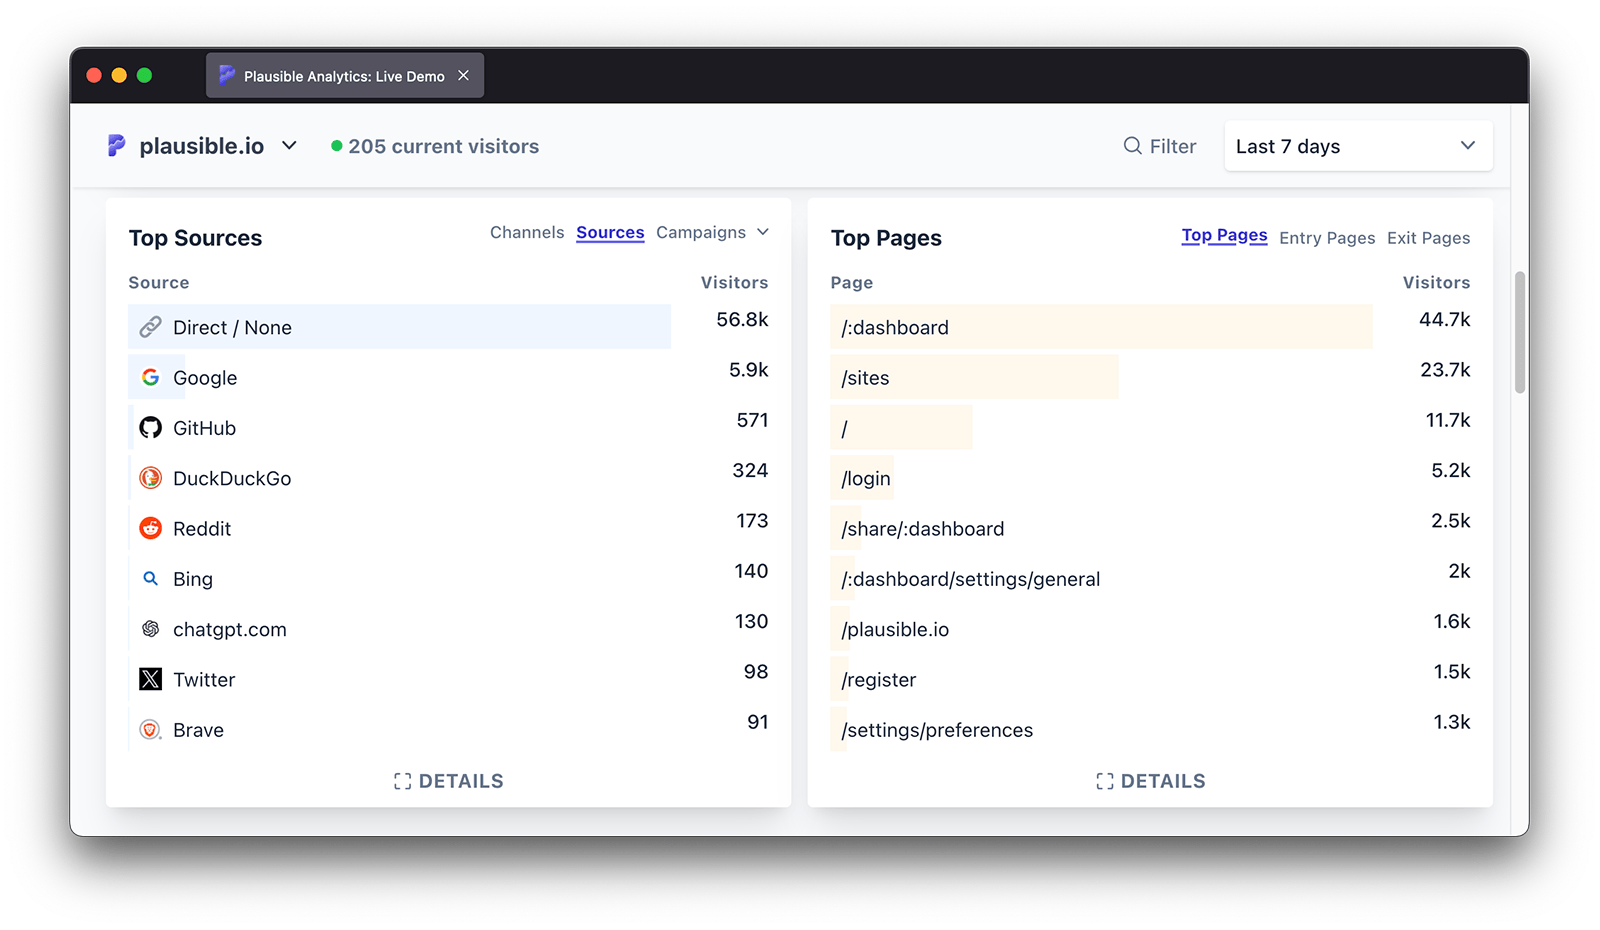 Plausible Analytics: Live Demo
plausible.io
205 current visitors
Filter
Last 7 days
Top Sources
Channels Sources Campaigns
Source Visitors
Direct / None 56.8k
Google 5.9k
GitHub 571
DuckDuckGo 324
Reddit 173
Bing 140
chatgpt.com 130
Twitter 98
Brave 91
DETAILS
Top Pages
Top Pages Entry Pages Exit Pages
Page Visitors
/:dashboard 44.7k
/sites 23.7k
/ 11.7k
/login 5.2k
/share/:dashboard 2.5k
/:dashboard/settings/general 2k
/plausible.io 1.6k
/register 1.5k
/settings/preferences 1.3k
DETAILS